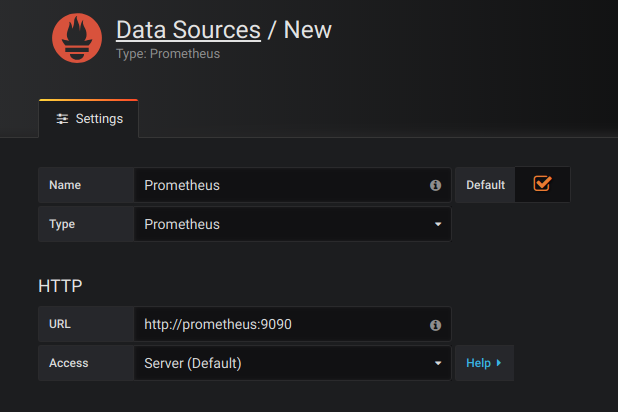 Data Sources / New
Type: Prometheus
Settings
Name Prometheus Default
Type Prometheus
HTTP
URL http://prometheus:9090
Access Server (Default) Help